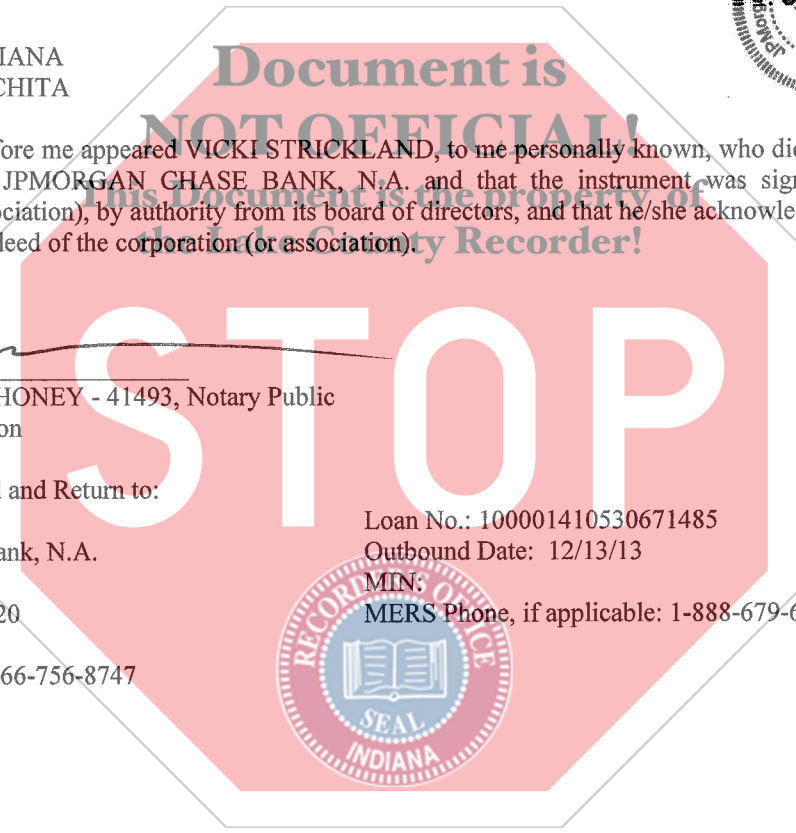 IANA
CHITA
Document is
NOT OFFICIAL!
This Document is the property of
the Lake County Recorder!
fore me appeared VICKI STRICKLAND, to me personally known, who did
JPMORGAN CHASE BANK, N.A. and that the instrument was sign
ociation), by authority from its board of directors, and that he/she acknowle
deed of the corporation (or association).
STOP
HONEY - 41493, Notary Public
on
l and Return to:
ank, N.A.
20
66-756-8747
Loan No.: 100001410530671485
Outbound Date: 12/13/13
MIN:
MERS Phone, if applicable: 1-888-679-6
RECORDER'S OFFICE
SEAL
INDIANA
JPMorg